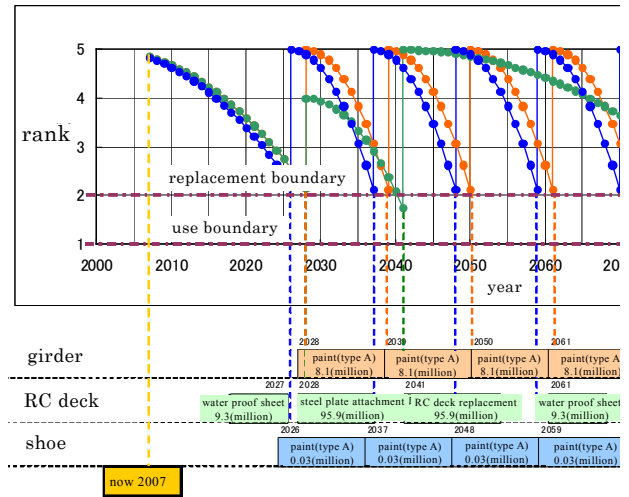 5
4
rank
3
replacement boundary
2
use boundary
1
2000 2010 2020 2030 2040 2050 2060 20
year
2028 2039 2050 2061
girder paint(type A) paint(type A) paint(type A) paint(type A)
8.1(million) 8.1(million) 8.1(million) 8.1(million)
2027 2028 2041 2061
RC deck water proof sheet steel plate attachment RC deck replacement water proof sheet
9.3(million) 95.9(million) 95.9(million) 9.3(million)
2026 2037 2048 2059
shoe paint(type A) paint(type A) paint(type A) paint(type A)
0.03(million) 0.03(million) 0.03(million) 0.03(million)
now 2007